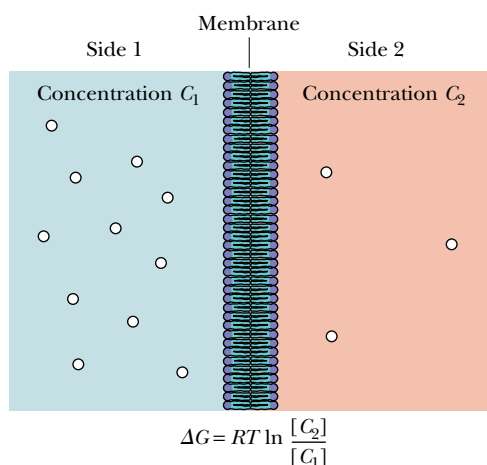 Membrane
Side 1 Side 2
Concentration C₁ Concentration C₂
ΔG = RT ln [C₂]/[C₁]